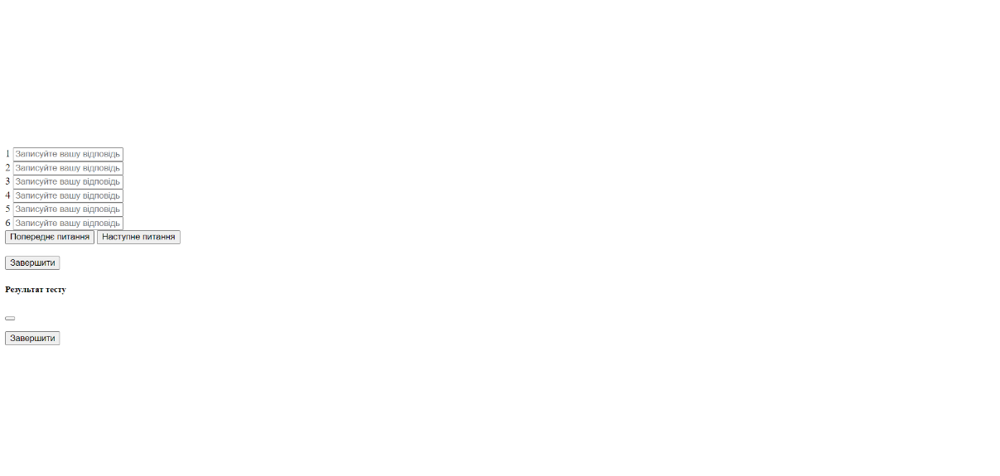 1 Записуйте вашу відповідь
2 Записуйте вашу відповідь
3 Записуйте вашу відповідь
4 Записуйте вашу відповідь
5 Записуйте вашу відповідь
6 Записуйте вашу відповідь
Попереднє питання Наступне питання
Завершити
Результат тесту
Завершити